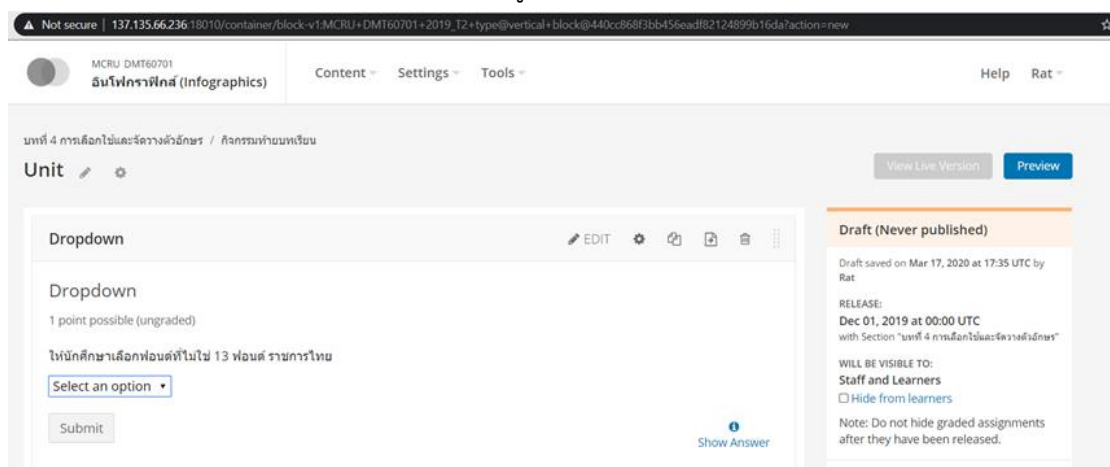 Not secure | 137.135.66.236:18010/container/block-v1:MCRU+DMT60701+2019_T2+type@vertical+block@440cc868f3bb456eadf82124899b16da?action=new
MCRU DMT60701
อินโฟกราฟิกส์ (Infographics)
Content Settings Tools
Help Rat
บทที่ 4 การเลือกใช้และจัดวางตัวอักษร / กิจกรรมท้ายบทเรียน
Unit
View Live Version Preview
Dropdown
EDIT
Dropdown
1 point possible (ungraded)
ให้นักศึกษาเลือกฟอนต์ที่ไม่ใช่ 13 ฟอนต์ ราชการไทย
Select an option
Submit
Show Answer
Draft (Never published)
Draft saved on Mar 17, 2020 at 17:35 UTC by
Rat
RELEASE:
Dec 01, 2019 at 00:00 UTC
with Section "บทที่ 4 การเลือกใช้และจัดวางตัวอักษร"
WILL BE VISIBLE TO:
Staff and Learners
Hide from learners
Note: Do not hide graded assignments
after they have been released.